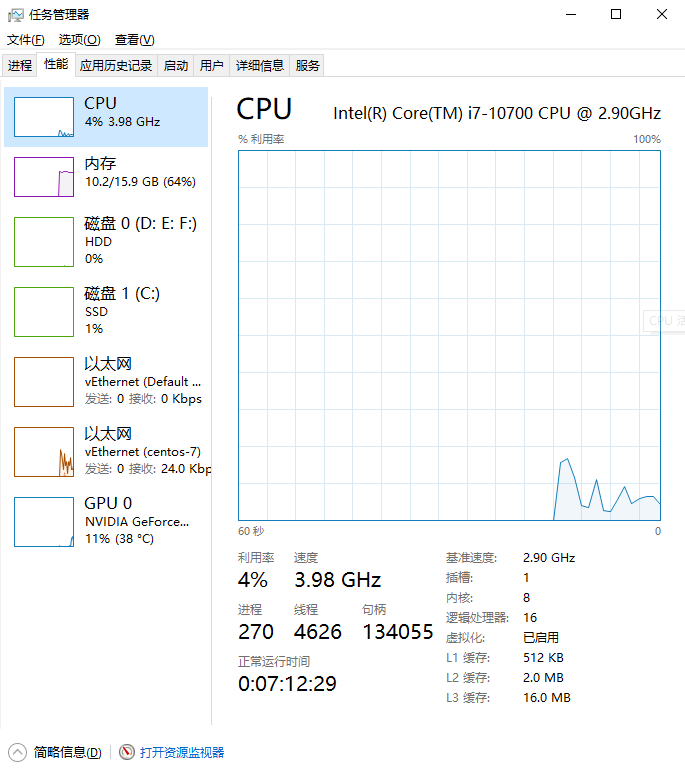 任务管理器
文件(F) 选项(O) 查看(V)
进程 性能 应用历史记录 启动 用户 详细信息 服务
CPU
4% 3.98 GHz
内存
10.2/15.9 GB (64%)
磁盘 0 (D: E: F:)
HDD
0%
磁盘 1 (C:)
SSD
1%
以太网
vEthernet (Default ...
发送: 0 接收: 0 Kbps
以太网
vEthernet (centos-7)
发送: 0 接收: 24.0 Kbp
GPU 0
NVIDIA GeForce...
11% (38 °C)
CPU
Intel(R) Core(TM) i7-10700 CPU @ 2.90GHz
% 利用率 100%
CPU 活
60 秒 0
利用率 速度
4% 3.98 GHz
进程 线程 句柄
270 4626 134055
正常运行时间
0:07:12:29
基准速度: 2.90 GHz
插槽: 1
内核: 8
逻辑处理器: 16
虚拟化: 已启用
L1 缓存: 512 KB
L2 缓存: 2.0 MB
L3 缓存: 16.0 MB
简略信息(D) 打开资源监视器